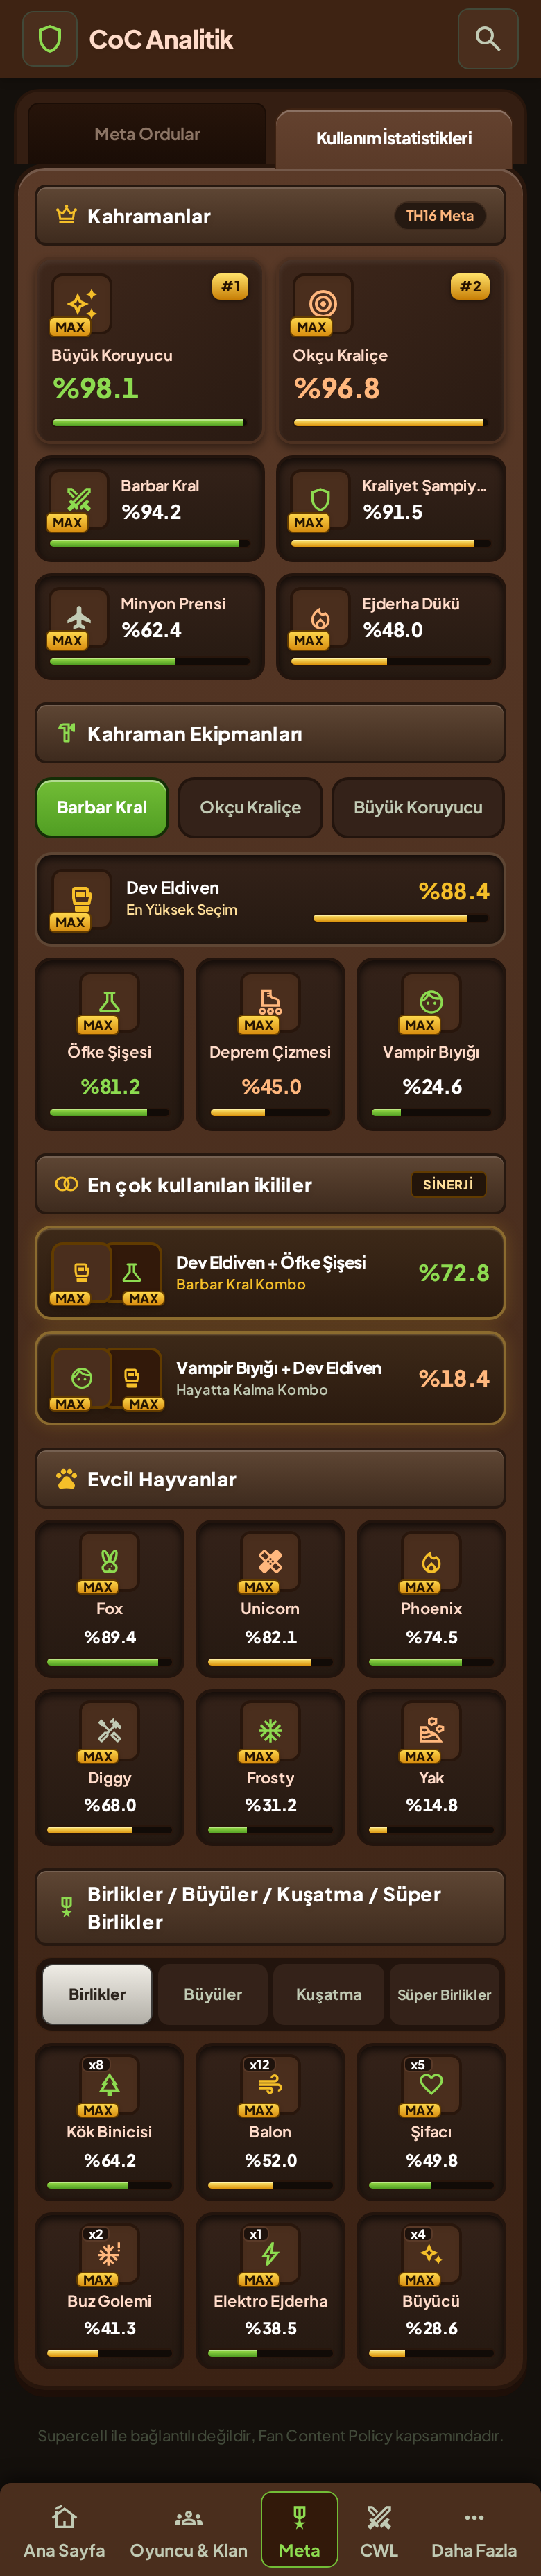 CoC Analitik
Meta Ordular
Kullanım İstatistikleri
Kahramanlar
TH16 Meta
#1
MAX
Büyük Koruyucu
%98.1
#2
MAX
Okçu Kraliçe
%96.8
MAX
Barbar Kral
%94.2
MAX
Kraliyet Şampiy...
%91.5
MAX
Minyon Prensi
%62.4
MAX
Ejderha Dükü
%48.0
Kahraman Ekipmanları
Barbar Kral
Okçu Kraliçe
Büyük Koruyucu
MAX
Dev Eldiven
En Yüksek Seçim
%88.4
MAX
Öfke Şişesi
%81.2
MAX
Deprem Çizmesi
%45.0
MAX
Vampir Bıyığı
%24.6
En çok kullanılan ikililer
SİNERJİ
MAX
MAX
Dev Eldiven + Öfke Şişesi
Barbar Kral Kombo
%72.8
MAX
MAX
Vampir Bıyığı + Dev Eldiven
Hayatta Kalma Kombo
%18.4
Evcil Hayvanlar
MAX
Fox
%89.4
MAX
Unicorn
%82.1
MAX
Phoenix
%74.5
MAX
Diggy
%68.0
MAX
Frosty
%31.2
MAX
Yak
%14.8
Birlikler / Büyüler / Kuşatma / Süper
Birlikler
Birlikler
Büyüler
Kuşatma
Süper Birlikler
x8
MAX
Kök Binicisi
%64.2
x12
MAX
Balon
%52.0
x5
MAX
Şifacı
%49.8
x2
MAX
Buz Golemi
%41.3
x1
MAX
Elektro Ejderha
%38.5
x4
MAX
Büyücü
%28.6
Supercell ile bağlantılı değildir, Fan Content Policy kapsamındadır.
Ana Sayfa
Oyuncu & Klan
Meta
CWL
Daha Fazla